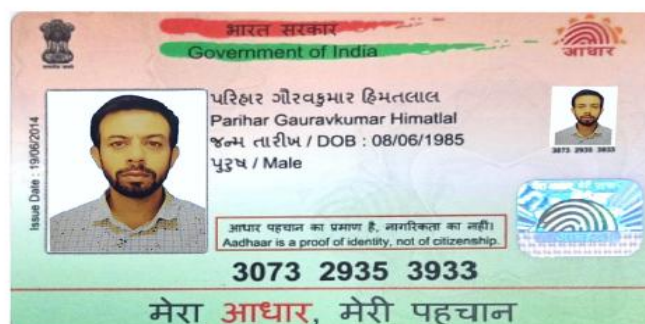 भारत सरकार
Government of India
આધાર
પરિહાર ગૌરવકુમાર હિમતલાલ
Parihar Gauravkumar Himatlal
જન્મ તારીખ / DOB : 08/06/1985
પુરુષ / Male
3073 2935 3933
Issue Date : 19/06/2014
आधार पहचान का प्रमाण है, नागरिकता का नहीं।
Aadhaar is a proof of identity, not of citizenship.
3073 2935 3933
मेरा आधार, मेरी पहचान